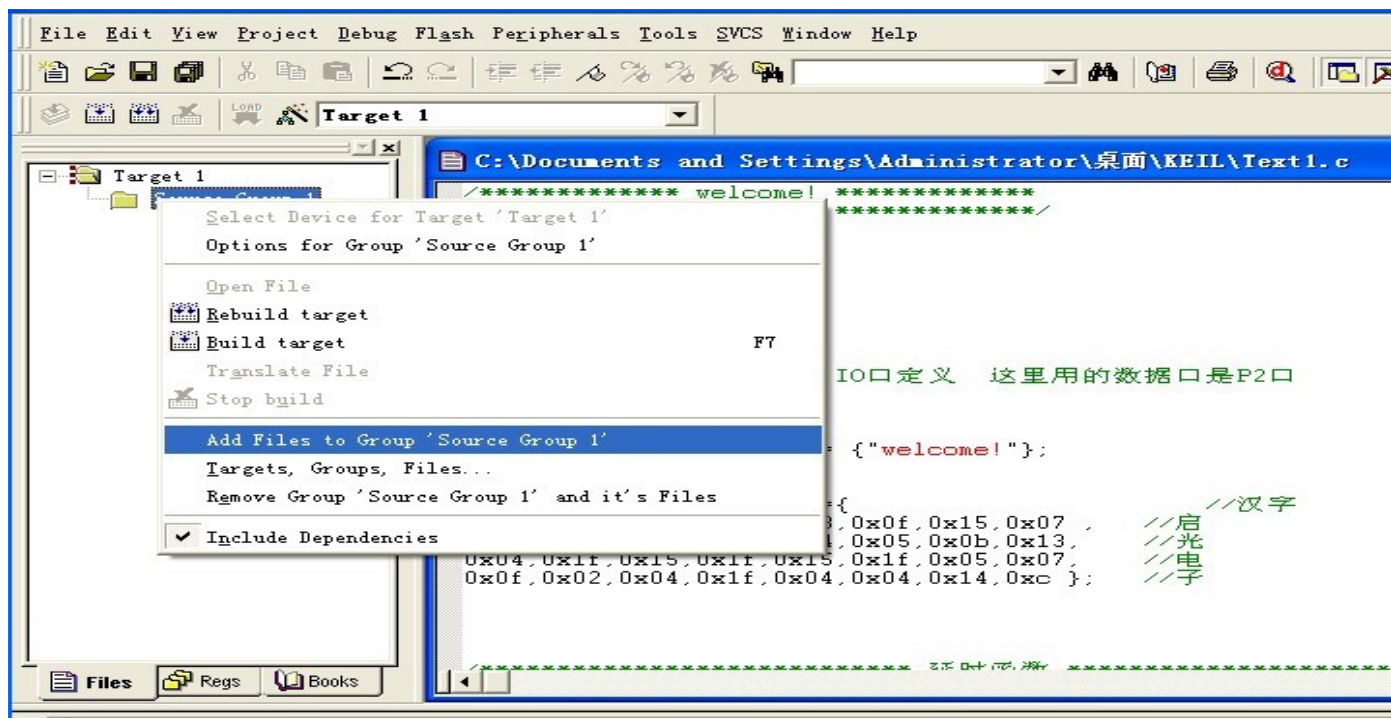 File Edit View Project Debug Flash Peripherals Tools SVCS Window Help
LOAD Target 1
Target 1
C:\Documents and Settings\Administrator\桌面\KEIL\Text1.c
/************* welcome! *************
*************/
Select Device for Target 'Target 1'
Options for Group 'Source Group 1'
Open File
Rebuild target
Build target F7
Translate File
Stop build
Add Files to Group 'Source Group 1'
Targets, Groups, Files...
Remove Group 'Source Group 1' and it's Files
Include Dependencies
IO口定义 这里用的数据口是P2口
{"welcome!"};
={ //汉字
,0x0f,0x15,0x07 , //启
,0x05,0x0b,0x13, //光
0x04,0x1f,0x15,0x1f,0x15,0x1f,0x05,0x07, //电
0x0f,0x02,0x04,0x1f,0x04,0x04,0x14,0xc }; //子
Files Regs Books